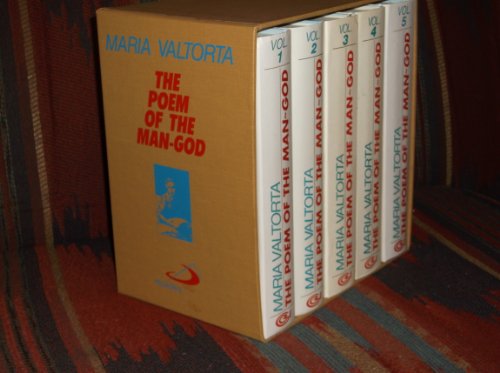 MARIA VALTORTA
THE
POEM
OF THE
MAN-GOD
VOL
1
MARIA VALTORTA
THE POEM OF THE MAN-GOD
VOL
2
MARIA VALTORTA
THE POEM OF THE MAN-GOD
VOL
3
MARIA VALTORTA
THE POEM OF THE MAN-GOD
VOL
4
MARIA VALTORTA
THE POEM OF THE MAN-GOD
VOL
5
MARIA VALTORTA
THE POEM OF THE MAN-GOD